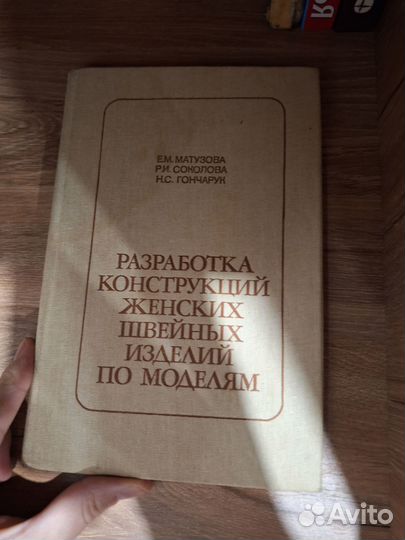 Е.М. МАТУЗОВА
Р.И. СОКОЛОВА
Н.С. ГОНЧАРУК
РАЗРАБОТКА
КОНСТРУКЦИЙ
ЖЕНСКИХ
ШВЕЙНЫХ
ИЗДЕЛИЙ
ПО МОДЕЛЯМ
Avito